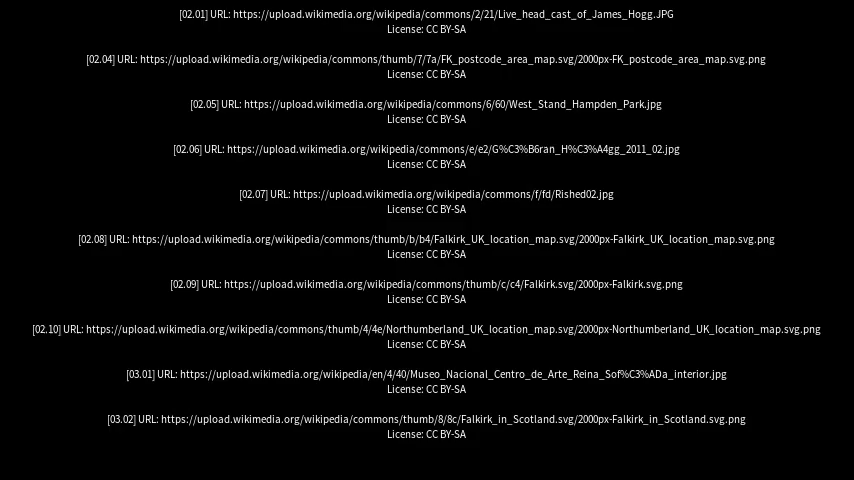 [02.01] URL: https://upload.wikimedia.org/wikipedia/commons/2/21/Live_head_cast_of_James_Hogg.JPG
License: CC BY-SA
[02.04] URL: https://upload.wikimedia.org/wikipedia/commons/thumb/7/7a/FK_postcode_area_map.svg/2000px-FK_postcode_area_map.svg.png
License: CC BY-SA
[02.05] URL: https://upload.wikimedia.org/wikipedia/commons/6/60/West_Stand_Hampden_Park.jpg
License: CC BY-SA
[02.06] URL: https://upload.wikimedia.org/wikipedia/commons/e/e2/G%C3%B6ran_H%C3%A4gg_2011_02.jpg
License: CC BY-SA
[02.07] URL: https://upload.wikimedia.org/wikipedia/commons/f/fd/Rished02.jpg
License: CC BY-SA
[02.08] URL: https://upload.wikimedia.org/wikipedia/commons/thumb/b/b4/Falkirk_UK_location_map.svg/2000px-Falkirk_UK_location_map.svg.png
License: CC BY-SA
[02.09] URL: https://upload.wikimedia.org/wikipedia/commons/thumb/c/c4/Falkirk.svg/2000px-Falkirk.svg.png
License: CC BY-SA
[02.10] URL: https://upload.wikimedia.org/wikipedia/commons/thumb/4/4e/Northumberland_UK_location_map.svg/2000px-Northumberland_UK_location_map.svg.png
License: CC BY-SA
[03.01] URL: https://upload.wikimedia.org/wikipedia/en/4/40/Museo_Nacional_Centro_de_Arte_Reina_Sof%C3%ADa_interior.jpg
License: CC BY-SA
[03.02] URL: https://upload.wikimedia.org/wikipedia/commons/thumb/8/8c/Falkirk_in_Scotland.svg/2000px-Falkirk_in_Scotland.svg.png
License: CC BY-SA